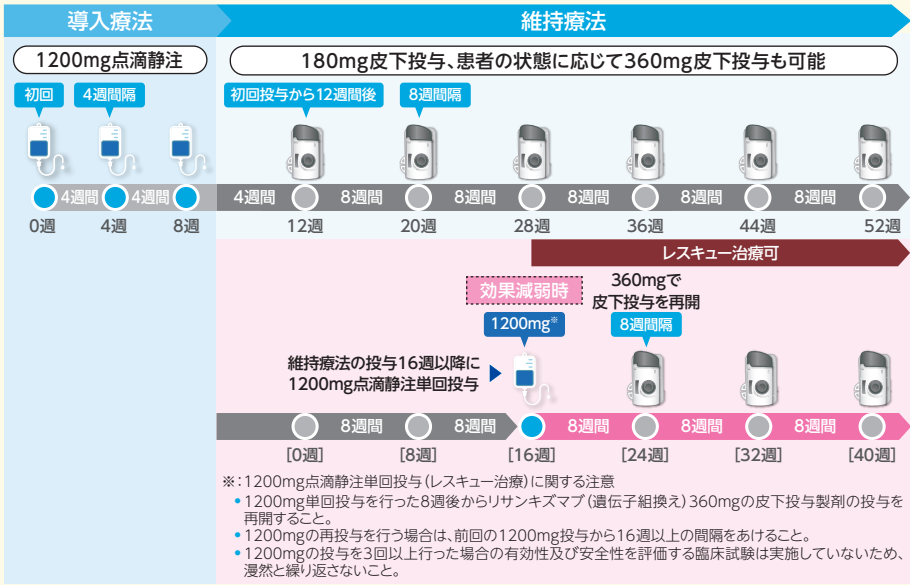 導入療法
維持療法
1200mg点滴静注
180mg皮下投与、患者の状態に応じて360mg皮下投与も可能
初回
4週間隔
初回投与から12週間後
8週間隔
4週間
4週間
4週間
8週間
8週間
8週間
8週間
8週間
0週
4週
8週
12週
20週
28週
36週
44週
52週
レスキュー治療可
効果減弱時
360mgで
皮下投与を再開
1200mg※
8週間隔
維持療法の投与16週以降に
1200mg点滴静注単回投与
8週間
8週間
8週間
8週間
8週間
[0週]
[8週]
[16週]
[24週]
[32週]
[40週]
※:1200mg点滴静注単回投与(レスキュー治療)に関する注意
•1200mg単回投与を行った8週後からリサンキズマブ(遺伝子組換え)360mgの皮下投与製剤の投与を
再開すること。
•1200mgの再投与を行う場合は、前回の1200mg投与から16週以上の間隔をあけること。
•1200mgの投与を3回以上行った場合の有効性及び安全性を評価する臨床試験は実施していないため、
漫然と繰り返さないこと。